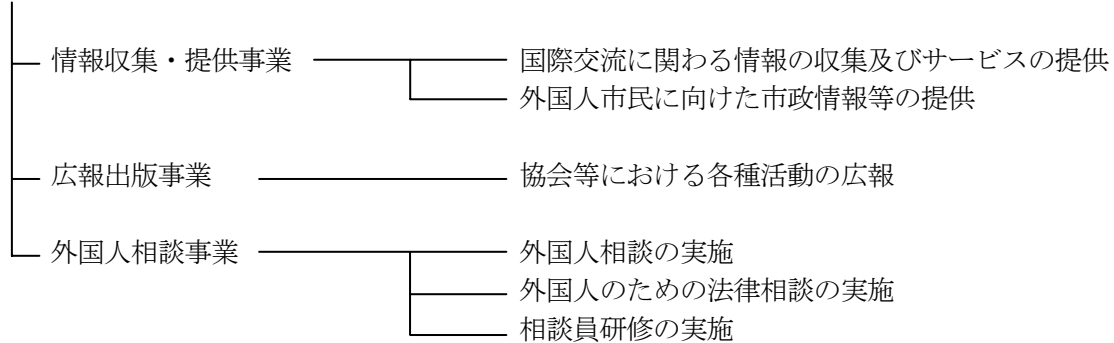 情報収集・提供事業
国際交流に関わる情報の収集及びサービスの提供
外国人市民に向けた市政情報等の提供
広報出版事業
協会等における各種活動の広報
外国人相談事業
外国人相談の実施
外国人のための法律相談の実施
相談員研修の実施